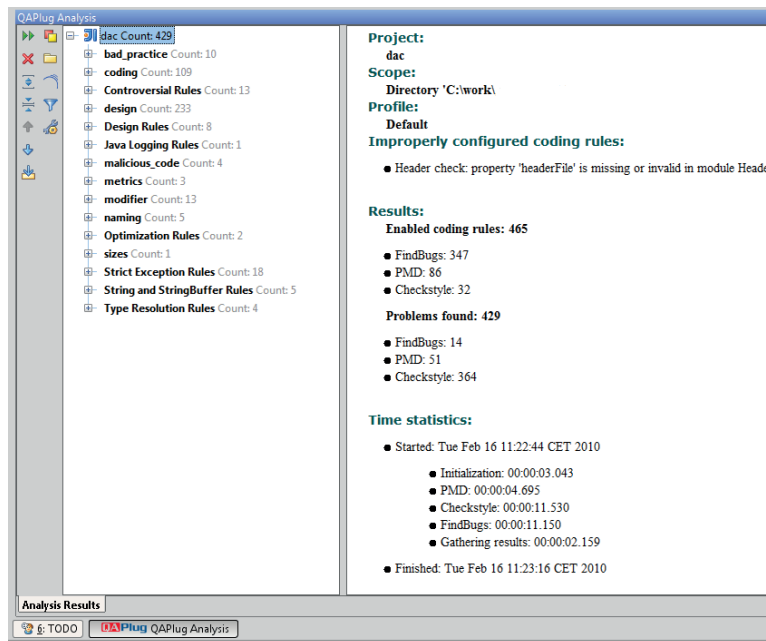 QAPlug Analysis
dac Count: 429
bad_practice Count: 10
coding Count: 109
Controversial Rules Count: 13
design Count: 233
Design Rules Count: 8
Java Logging Rules Count: 1
malicious_code Count: 4
metrics Count: 3
modifier Count: 13
naming Count: 5
Optimization Rules Count: 2
sizes Count: 1
Strict Exception Rules Count: 18
String and StringBuffer Rules Count: 5
Type Resolution Rules Count: 4
Project:
dac
Scope:
Directory 'C:\work\
Profile:
Default
Improperly configured coding rules:
Header check: property 'headerFile' is missing or invalid in module Heade
Results:
Enabled coding rules: 465
FindBugs: 347
PMD: 86
Checkstyle: 32
Problems found: 429
FindBugs: 14
PMD: 51
Checkstyle: 364
Time statistics:
Started: Tue Feb 16 11:22:44 CET 2010
Initialization: 00:00:03.043
PMD: 00:00:04.695
Checkstyle: 00:00:11.530
FindBugs: 00:00:11.150
Gathering results: 00:00:02.159
Finished: Tue Feb 16 11:23:16 CET 2010
Analysis Results
6: TODO QAPlug QAPlug Analysis